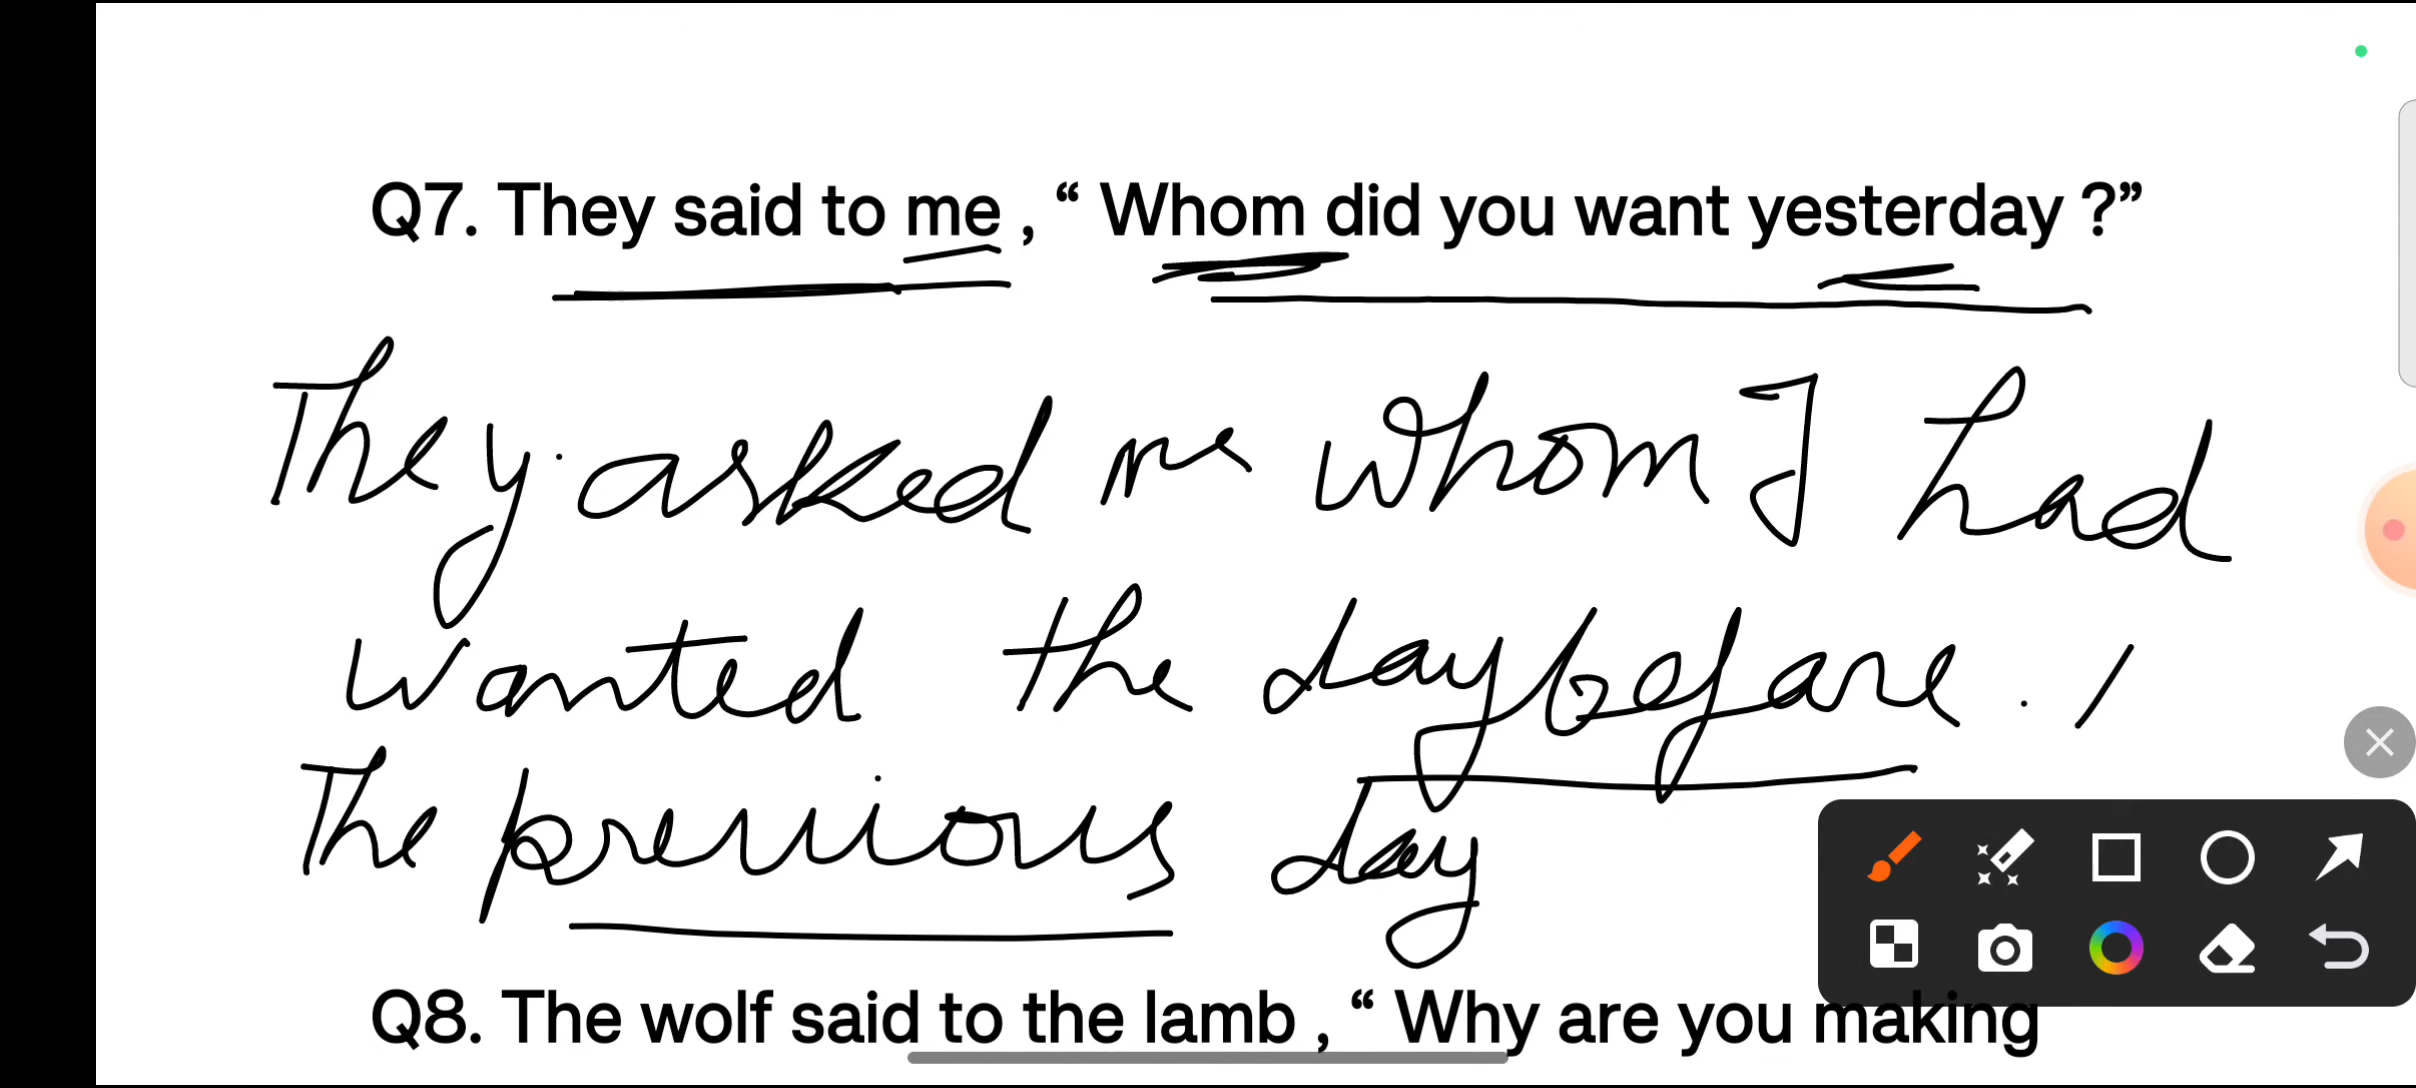 Q7. They said to me , “ Whom did you want yesterday ?”
They asked me whom I had
wanted the day before . /
The previous day
Q8. The wolf said to the lamb , “ Why are you making